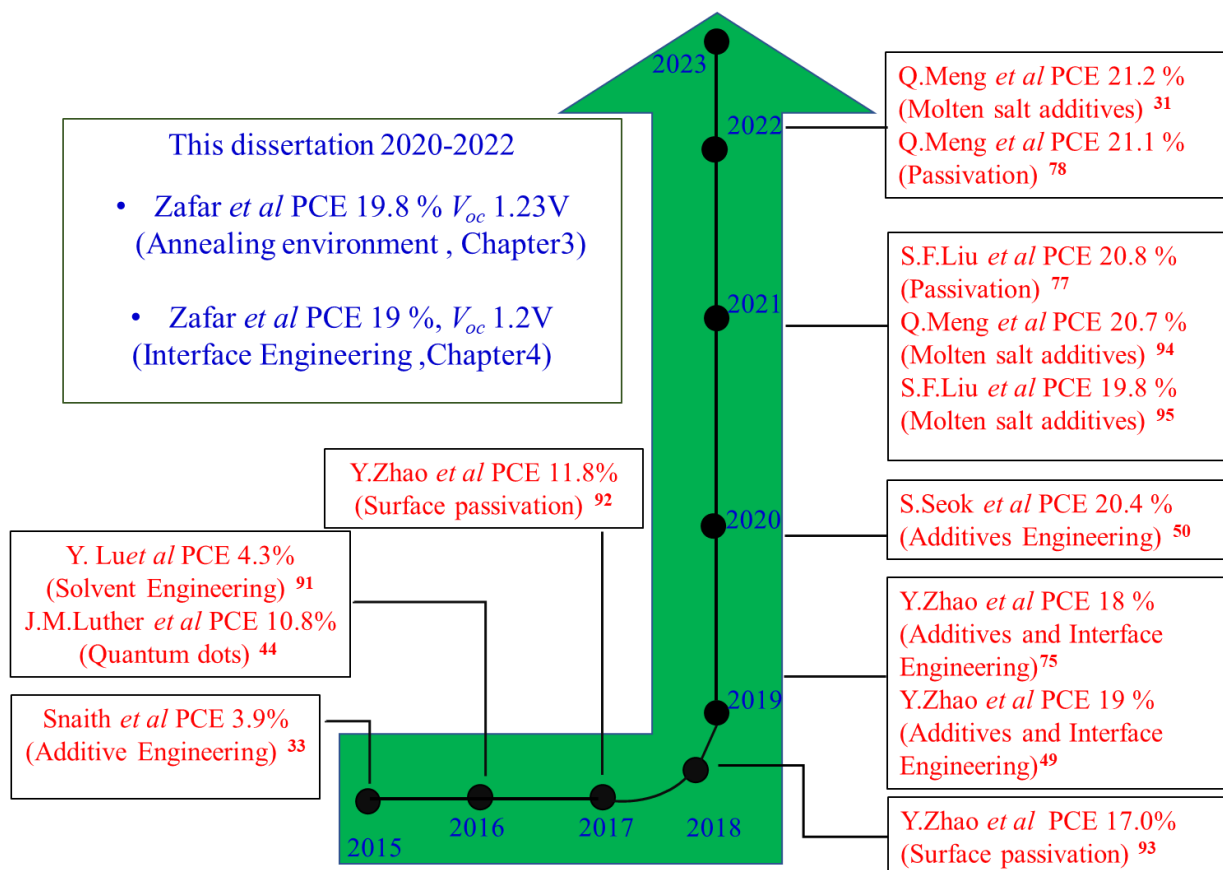 2023
2022
2021
2020
2019
2018
2017
2016
2015
This dissertation 2020-2022
• Zafar et al PCE 19.8 % Voc 1.23V
(Annealing environment , Chapter3)
• Zafar et al PCE 19 %, Voc 1.2V
(Interface Engineering ,Chapter4)
Y.Zhao et al PCE 11.8%
(Surface passivation) 92
Y. Luet al PCE 4.3%
(Solvent Engineering) 91
J.M.Luther et al PCE 10.8%
(Quantum dots) 44
Snaith et al PCE 3.9%
(Additive Engineering) 33
Q.Meng et al PCE 21.2 %
(Molten salt additives) 31
Q.Meng et al PCE 21.1 %
(Passivation) 78
S.F.Liu et al PCE 20.8 %
(Passivation) 77
Q.Meng et al PCE 20.7 %
(Molten salt additives) 94
S.F.Liu et al PCE 19.8 %
(Molten salt additives) 95
S.Seok et al PCE 20.4 %
(Additives Engineering) 50
Y.Zhao et al PCE 18 %
(Additives and Interface
Engineering)75
Y.Zhao et al PCE 19 %
(Additives and Interface
Engineering)49
Y.Zhao et al PCE 17.0%
(Surface passivation) 93